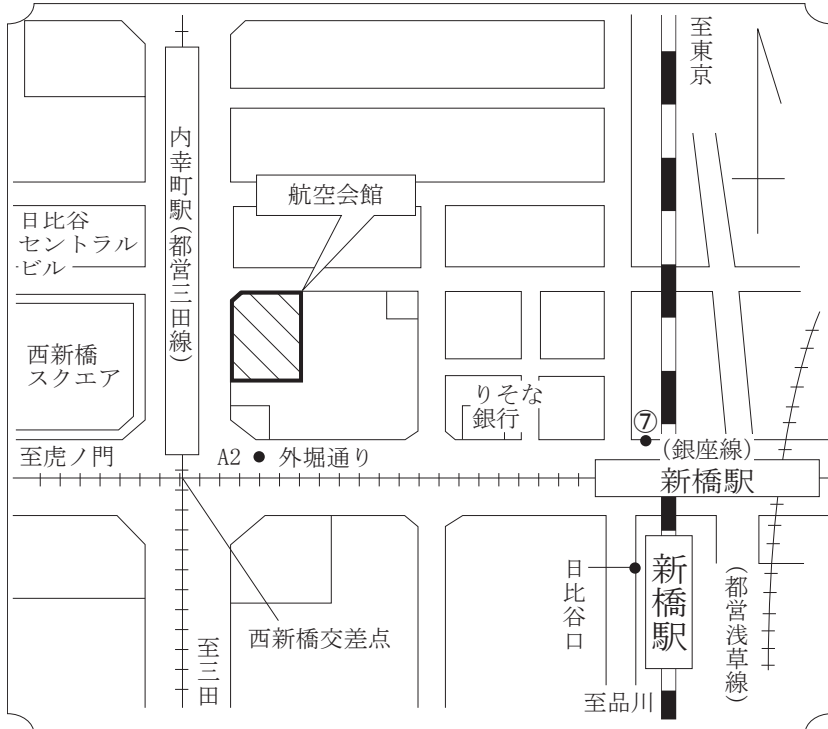 至東京
内幸町駅(都営三田線)
航空会館
日比谷
セントラル
ビル
西新橋
スクエア
りそな
銀行
⑦
(銀座線)
新橋駅
至虎ノ門
A2
外堀通り
日比谷口
新橋駅
(都営浅草線)
西新橋交差点
至三田
至品川